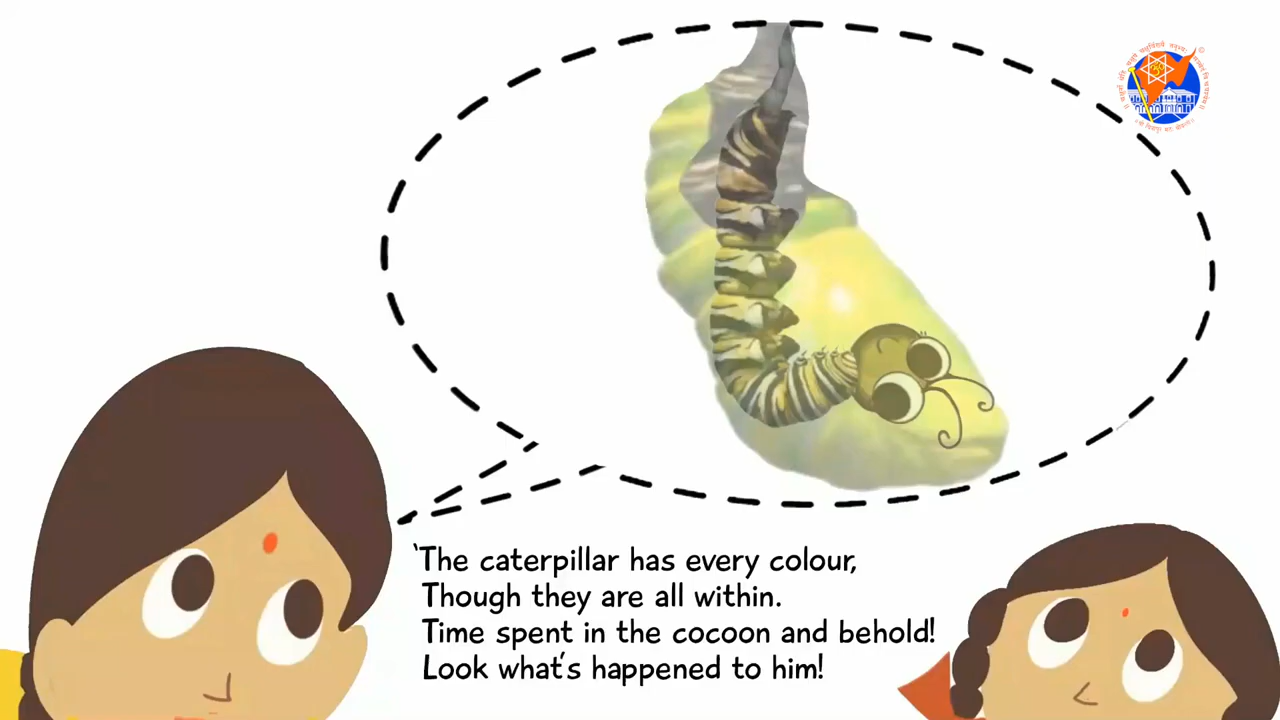 ‘The caterpillar has every colour,
Though they are all within.
Time spent in the cocoon and behold!
Look what's happened to him!